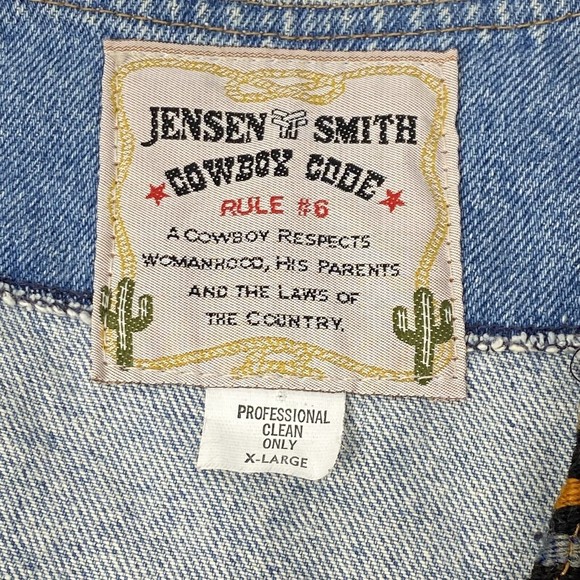 JENSEN SMITH
COWBOY CODE
RULE #6
A COWBOY RESPECTS
WOMANHOOD, HIS PARENTS
AND THE LAWS OF
THE COUNTRY.
PROFESSIONAL
CLEAN
ONLY
X-LARGE